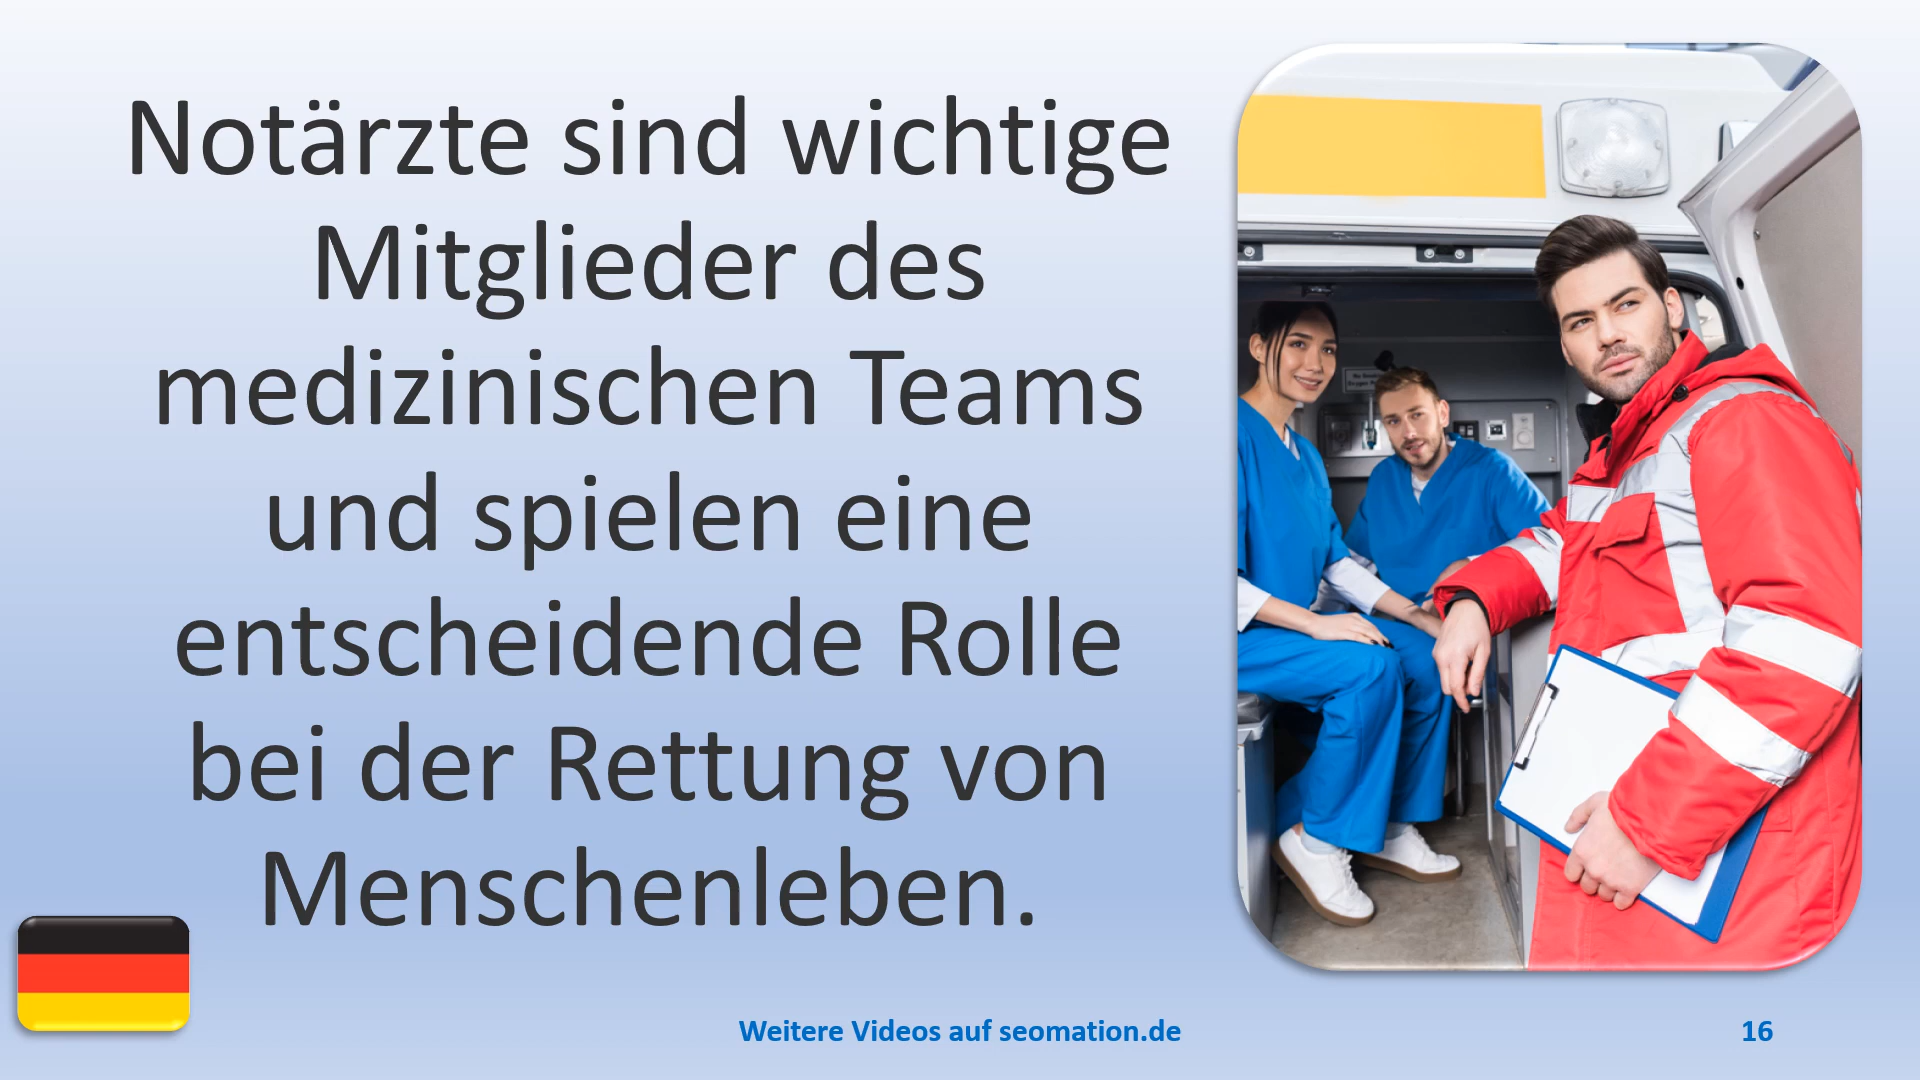 Notärzte sind wichtige
Mitglieder des
medizinischen Teams
und spielen eine
entscheidende Rolle
bei der Rettung von
Menschenleben.
Weitere Videos auf seomation.de
16